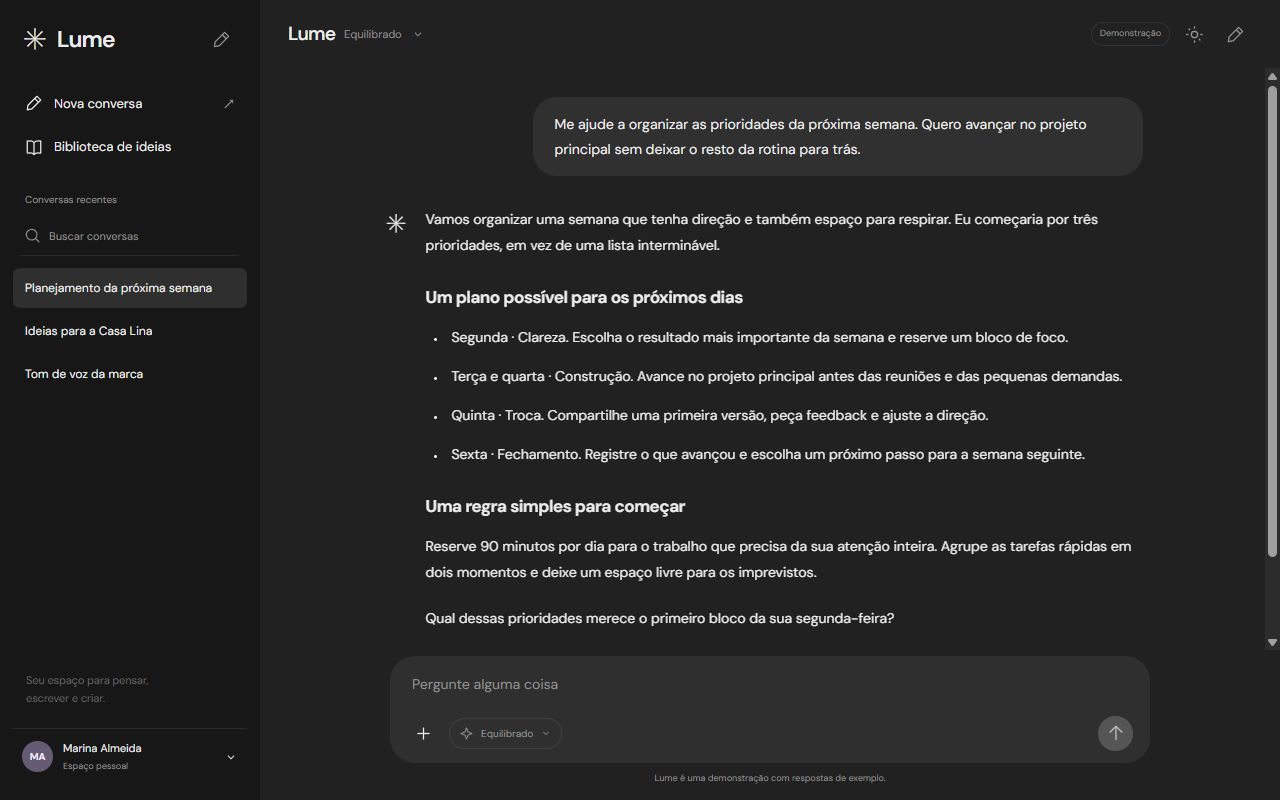 Lume
Nova conversa
Biblioteca de ideias
Conversas recentes
Buscar conversas
Planejamento da próxima semana
Ideias para a Casa Lina
Tom de voz da marca
Seu espaço para pensar,
escrever e criar.
MA
Marina Almeida
Espaço pessoal
Lume Equilibrado
Demonstração
Me ajude a organizar as prioridades da próxima semana. Quero avançar no projeto
principal sem deixar o resto da rotina para trás.
Vamos organizar uma semana que tenha direção e também espaço para respirar. Eu começaria por três
prioridades, em vez de uma lista interminável.
Um plano possível para os próximos dias
• Segunda · Clareza. Escolha o resultado mais importante da semana e reserve um bloco de foco.
• Terça e quarta · Construção. Avance no projeto principal antes das reuniões e das pequenas demandas.
• Quinta · Troca. Compartilhe uma primeira versão, peça feedback e ajuste a direção.
• Sexta · Fechamento. Registre o que avançou e escolha um próximo passo para a semana seguinte.
Uma regra simples para começar
Reserve 90 minutos por dia para o trabalho que precisa da sua atenção inteira. Agrupe as tarefas rápidas em
dois momentos e deixe um espaço livre para os imprevistos.
Qual dessas prioridades merece o primeiro bloco da sua segunda-feira?
Pergunte alguma coisa
Equilibrado
Lume é uma demonstração com respostas de exemplo.